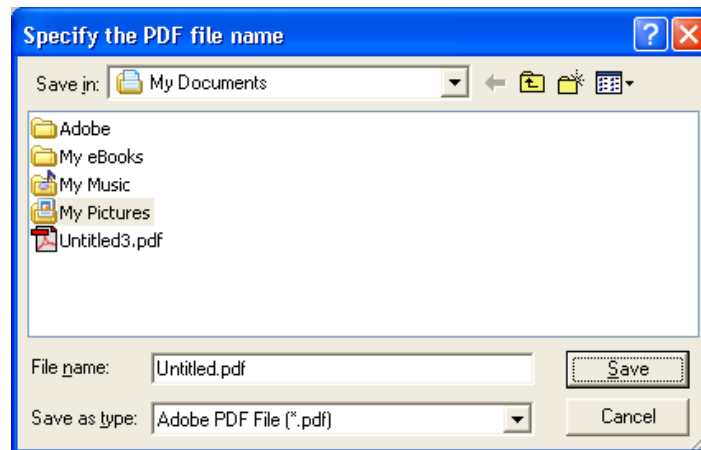 Specify the PDF file name
Save in: My Documents
Adobe
My eBooks
My Music
My Pictures
Untitled3.pdf
File name: Untitled.pdf Save
Save as type: Adobe PDF File (*.pdf) Cancel